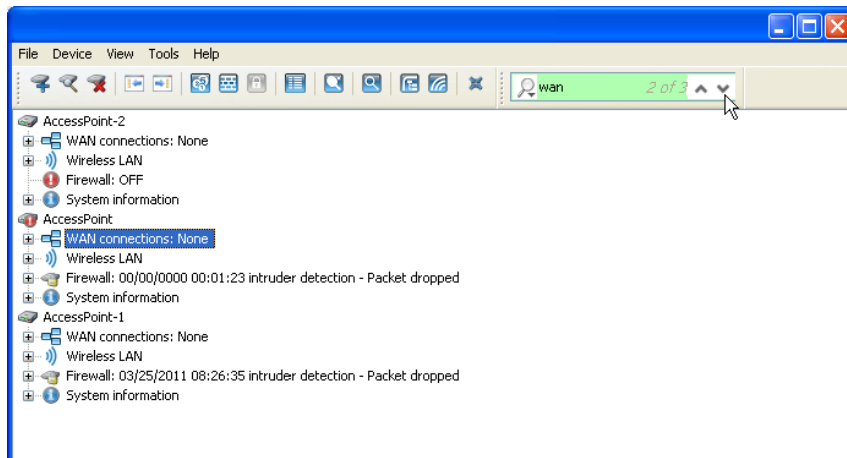 File Device View Tools Help
wan 2 of 3
AccessPoint-2
WAN connections: None
Wireless LAN
Firewall: OFF
System information
AccessPoint
WAN connections: None
Wireless LAN
Firewall: 00/00/0000 00:01:23 intruder detection - Packet dropped
System information
AccessPoint-1
WAN connections: None
Wireless LAN
Firewall: 03/25/2011 08:26:35 intruder detection - Packet dropped
System information